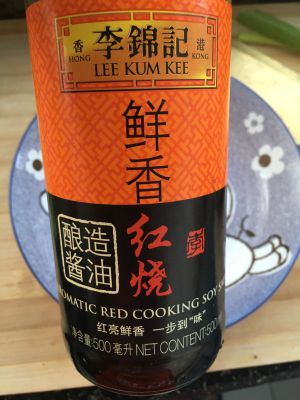 香 HONG 李錦記 港 KONG
LEE KUM KEE
鲜香
红烧
酿造
酱油
OMATIC RED COOKING SOY
红亮鲜香 一步到“味”
净含量:500毫升 NET CONTENT:500